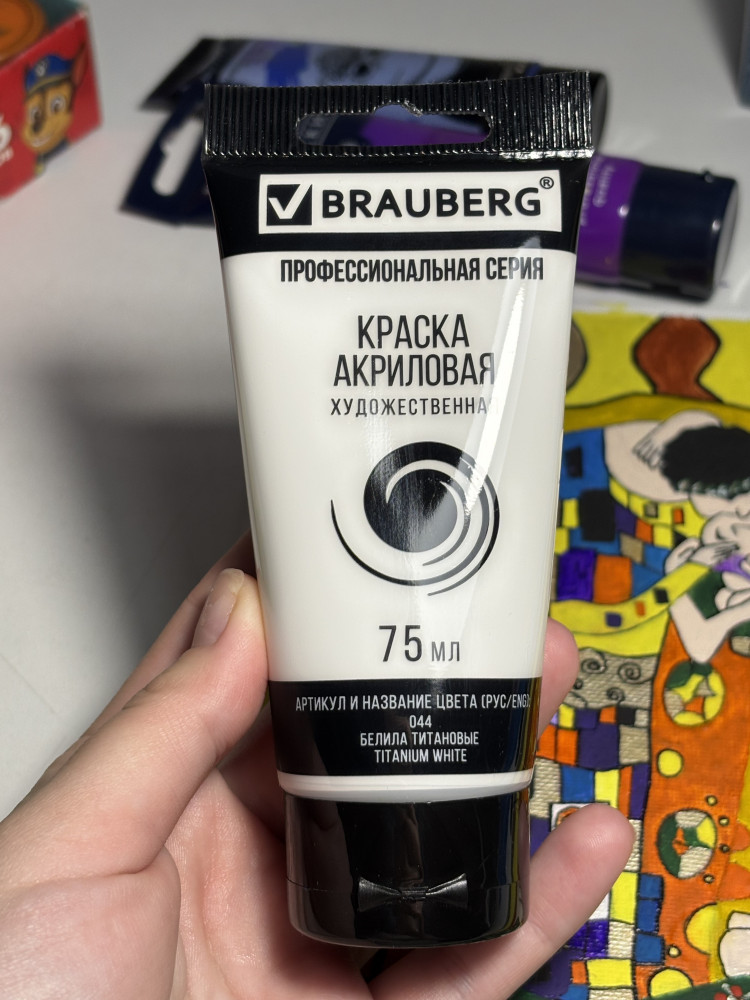 BRAUBERG®
ПРОФЕССИОНАЛЬНАЯ СЕРИЯ
КРАСКА
АКРИЛОВАЯ
ХУДОЖЕСТВЕННАЯ
75 МЛ
АРТИКУЛ И НАЗВАНИЕ ЦВЕТА (РУС/ENG):
044
БЕЛИЛА ТИТАНОВЫЕ
TITANIUM WHITE